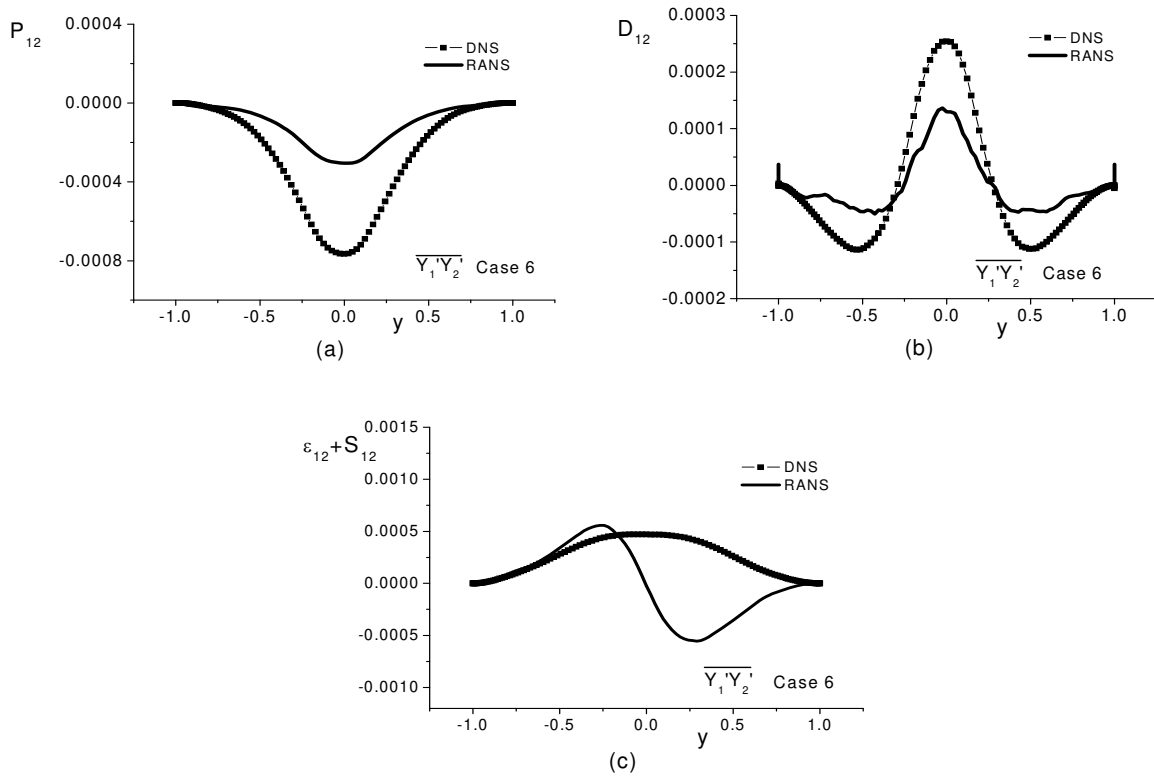 P12
0.0004
0.0000
-0.0004
-0.0008
DNS
RANS
Y1'Y2' Case 6
-1.0 -0.5 0.0 0.5 1.0
y
(a)
D12
0.0003
0.0002
0.0001
0.0000
-0.0001
-0.0002
DNS
RANS
Y1'Y2' Case 6
-1.0 -0.5 0.0 0.5 1.0
y
(b)
ε12+S12
0.0015
0.0010
0.0005
0.0000
-0.0005
-0.0010
DNS
RANS
Y1'Y2' Case 6
-1.0 -0.5 0.0 0.5 1.0
y
(c)